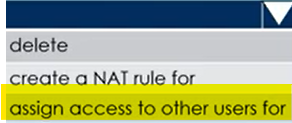 delete
create a NAT rule for
assign access to other users for